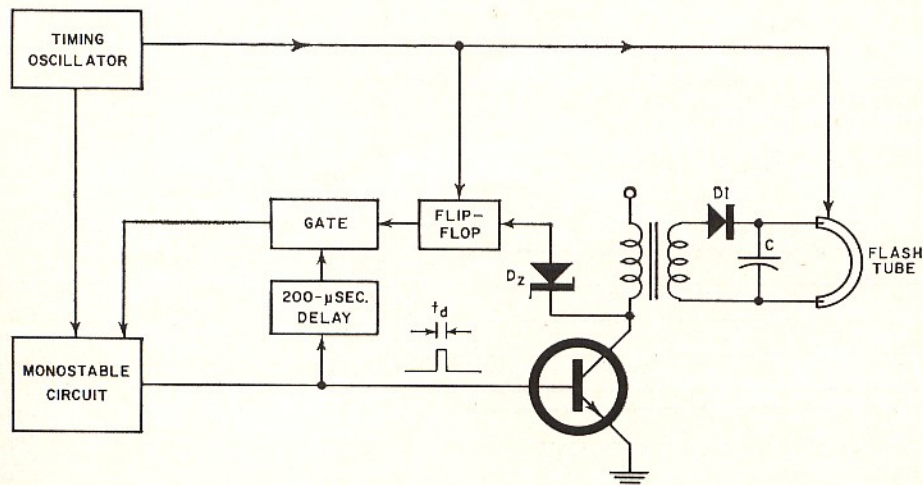 TIMING
OSCILLATOR
GATE
FLIP-
FLOP
D1
C
FLASH
TUBE
Dz
200-µSEC.
DELAY
td
MONOSTABLE
CIRCUIT